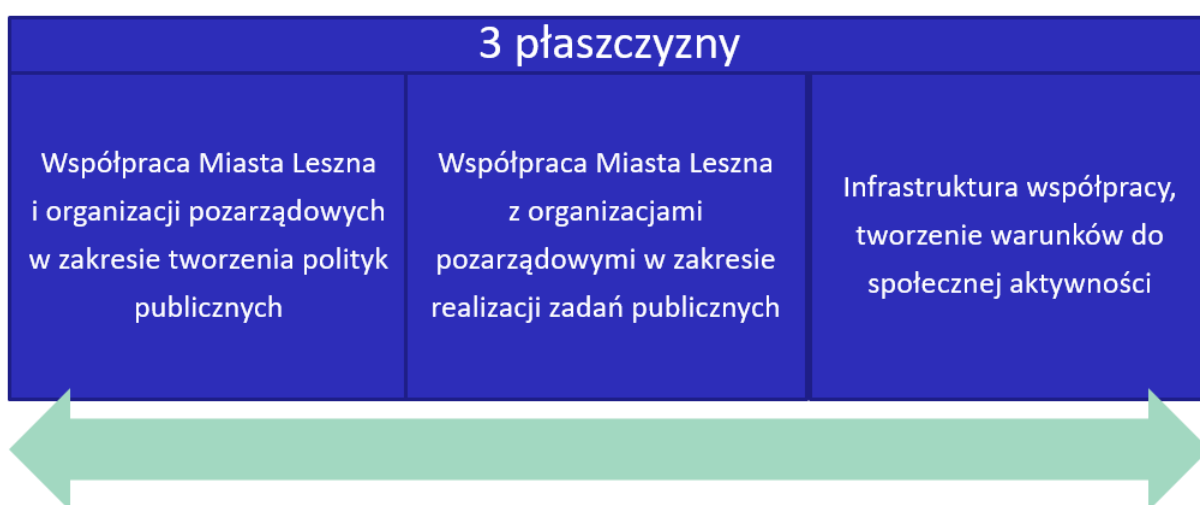 3 płaszczyzny
Współpraca Miasta Leszna
i organizacji pozarządowych
w zakresie tworzenia polityk
publicznych
Współpraca Miasta Leszna
z organizacjami
pozarządowymi w zakresie
realizacji zadań publicznych
Infrastruktura współpracy,
tworzenie warunków do
społecznej aktywności